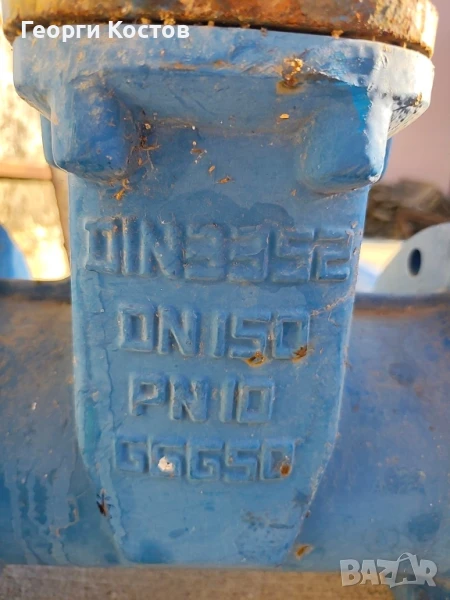 Георги Костов
DIN3352
DN150
PN10
GGG50
BAZAR